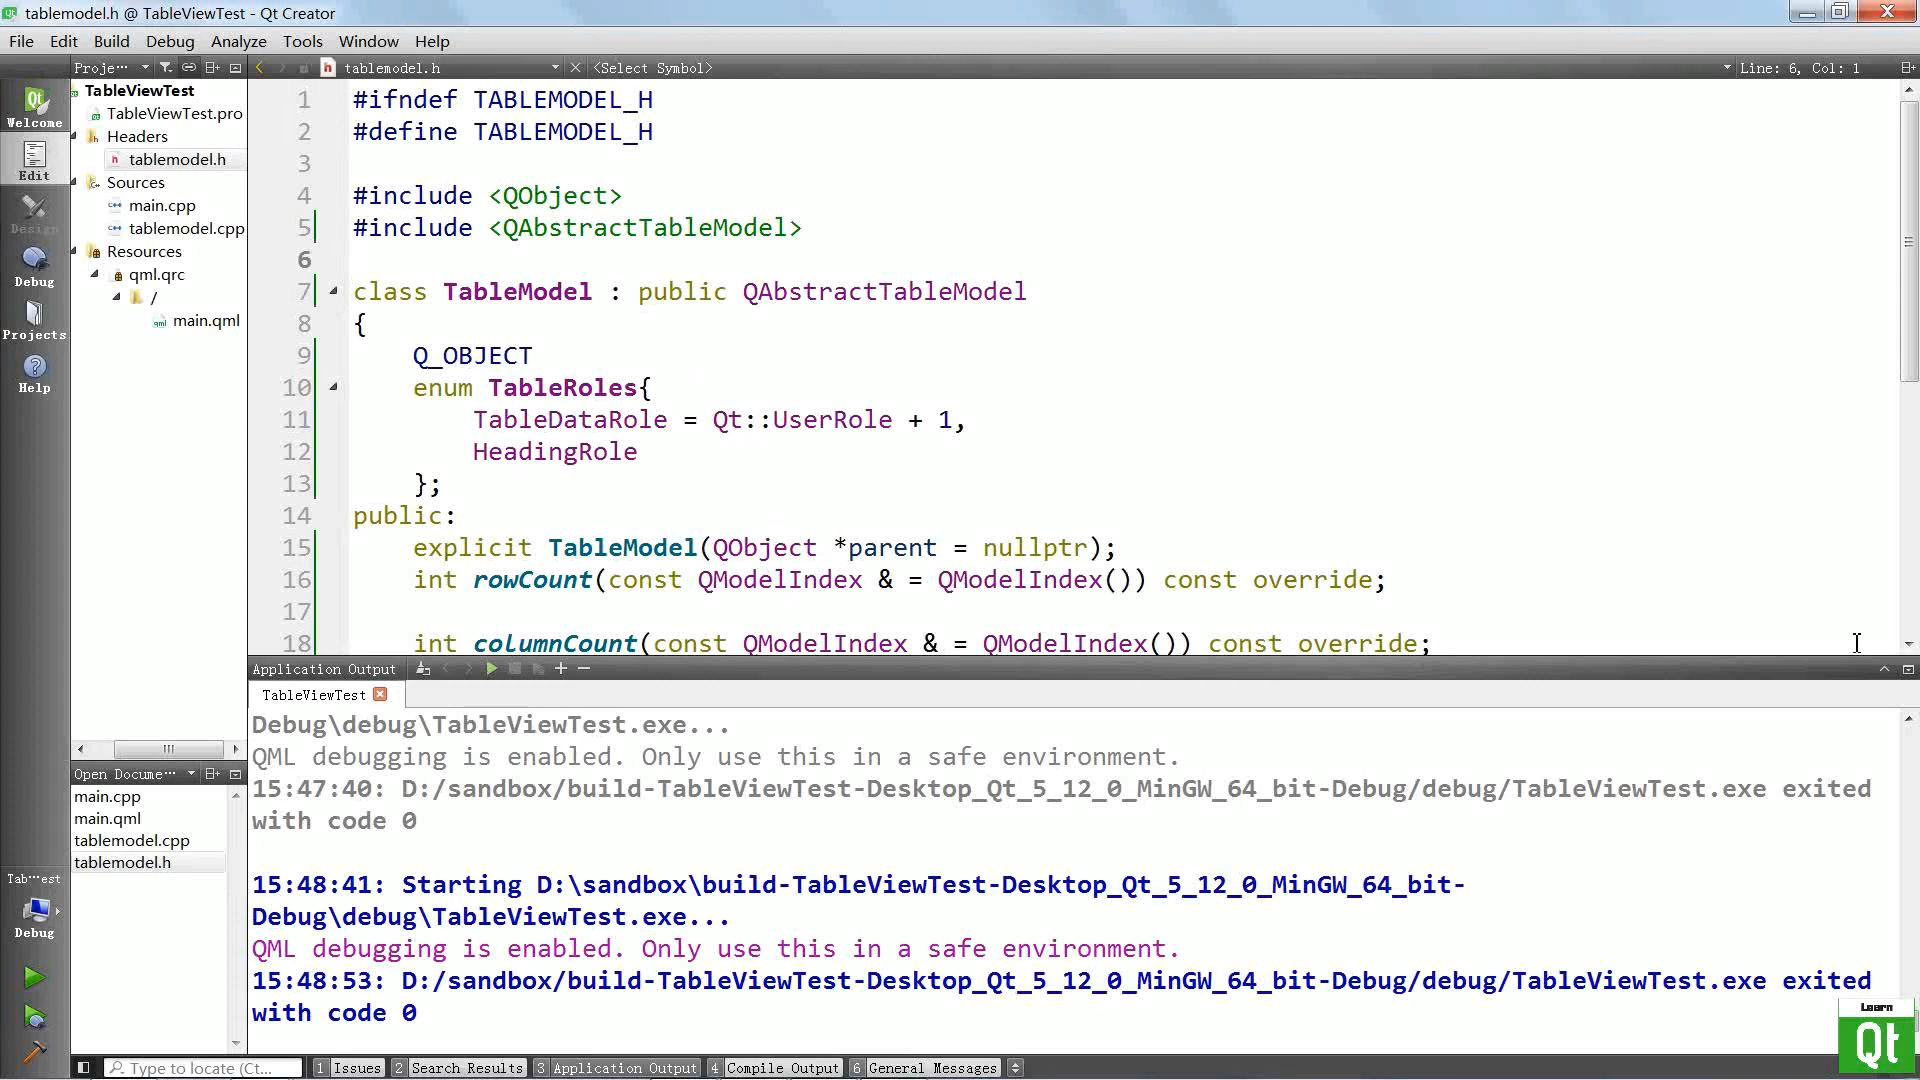 tablemodel.h @ TableViewTest - Qt Creator
File Edit Build Debug Analyze Tools Window Help
Proje··· tablemodel.h <Select Symbol> Line: 6, Col: 1
Welcome
Edit
Design
Debug
Projects
Help
TableViewTest
TableViewTest.pro
Headers
tablemodel.h
Sources
main.cpp
tablemodel.cpp
Resources
qml.qrc
/
main.qml
1 #ifndef TABLEMODEL_H
2 #define TABLEMODEL_H
3
4 #include <QObject>
5 #include <QAbstractTableModel>
6
7 class TableModel : public QAbstractTableModel
8 {
9 Q_OBJECT
10 enum TableRoles{
11 TableDataRole = Qt::UserRole + 1,
12 HeadingRole
13 };
14 public:
15 explicit TableModel(QObject *parent = nullptr);
16 int rowCount(const QModelIndex & = QModelIndex()) const override;
17
18 int columnCount(const QModelIndex & = QModelIndex()) const override;
Application Output
TableViewTest
Debug\debug\TableViewTest.exe...
QML debugging is enabled. Only use this in a safe environment.
15:47:40: D:/sandbox/build-TableViewTest-Desktop_Qt_5_12_0_MinGW_64_bit-Debug/debug/TableViewTest.exe exited
with code 0
15:48:41: Starting D:\sandbox\build-TableViewTest-Desktop_Qt_5_12_0_MinGW_64_bit-
Debug\debug\TableViewTest.exe...
QML debugging is enabled. Only use this in a safe environment.
15:48:53: D:/sandbox/build-TableViewTest-Desktop_Qt_5_12_0_MinGW_64_bit-Debug/debug/TableViewTest.exe exited
with code 0
Open Docume···
main.cpp
main.qml
tablemodel.cpp
tablemodel.h
Tab···est
Debug
Type to locate (Ct...
1 Issues 2 Search Results 3 Application Output 4 Compile Output 6 General Messages
Learn
Qt